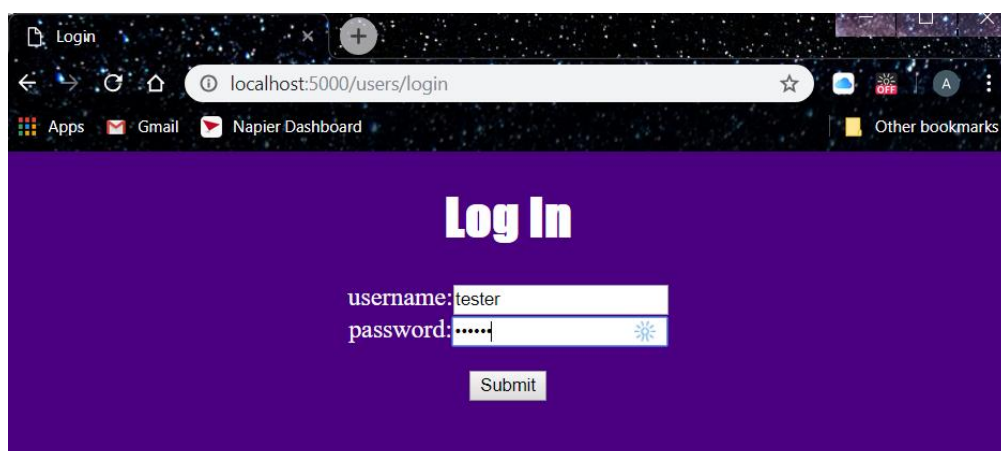 Login
localhost:5000/users/login
OFF
A
Apps Gmail Napier Dashboard Other bookmarks
Log In
username:tester
password:••••••
Submit